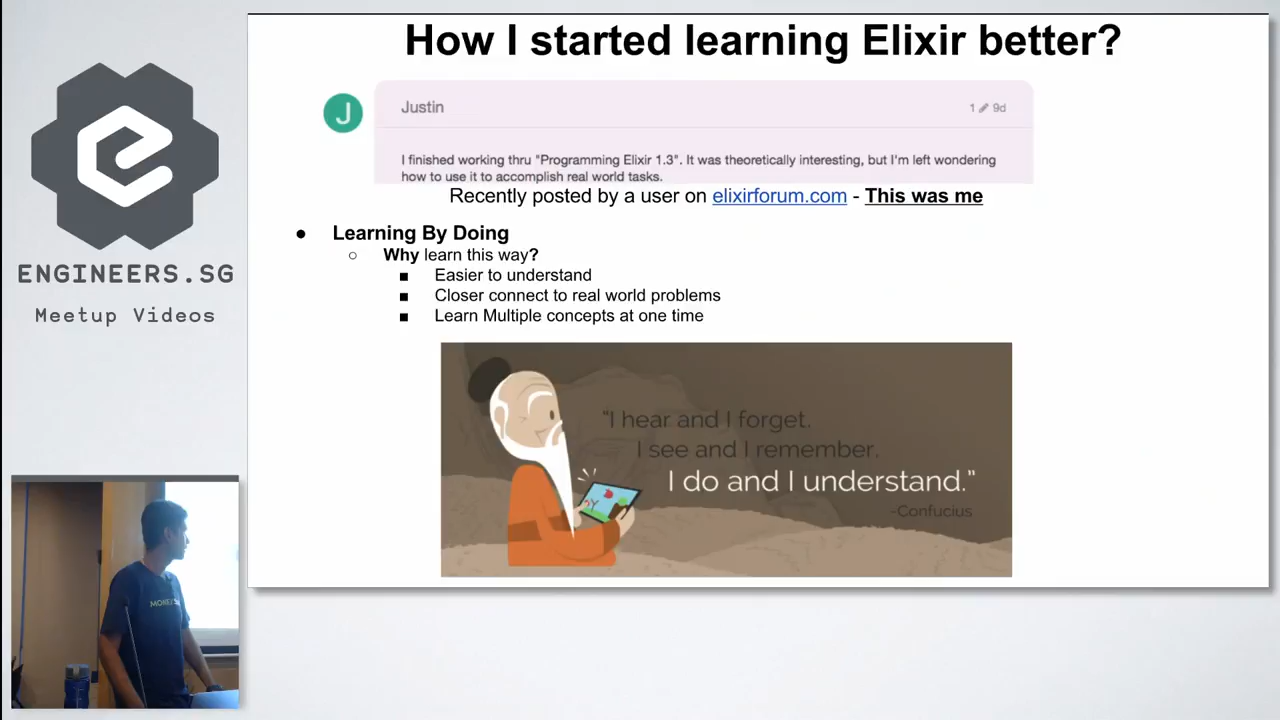 How I started learning Elixir better?
J
Justin
1 9d
I finished working thru "Programming Elixir 1.3". It was theoretically interesting, but I'm left wondering
how to use it to accomplish real world tasks.
Recently posted by a user on elixirforum.com - This was me
● Learning By Doing
○ Why learn this way?
■ Easier to understand
■ Closer connect to real world problems
■ Learn Multiple concepts at one time
"I hear and I forget.
I see and I remember.
I do and I understand."
-Confucius
ENGINEERS.SG
Meetup Videos